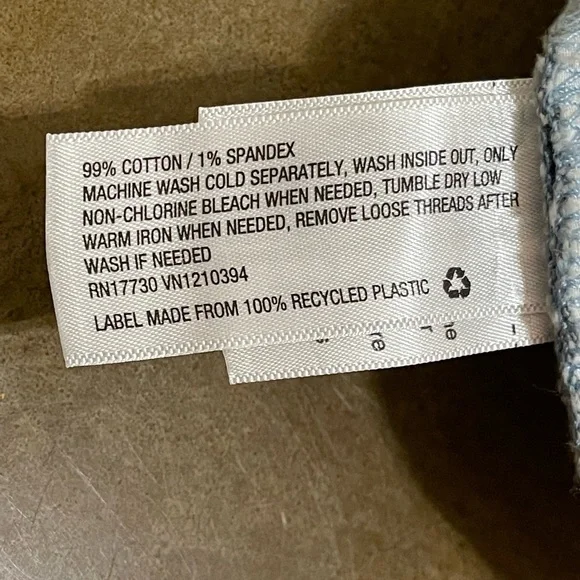 99% COTTON / 1% SPANDEX
MACHINE WASH COLD SEPARATELY, WASH INSIDE OUT, ONLY
NON-CHLORINE BLEACH WHEN NEEDED, TUMBLE DRY LOW
WARM IRON WHEN NEEDED, REMOVE LOOSE THREADS AFTER
WASH IF NEEDED
RN17730 VN1210394
LABEL MADE FROM 100% RECYCLED PLASTIC